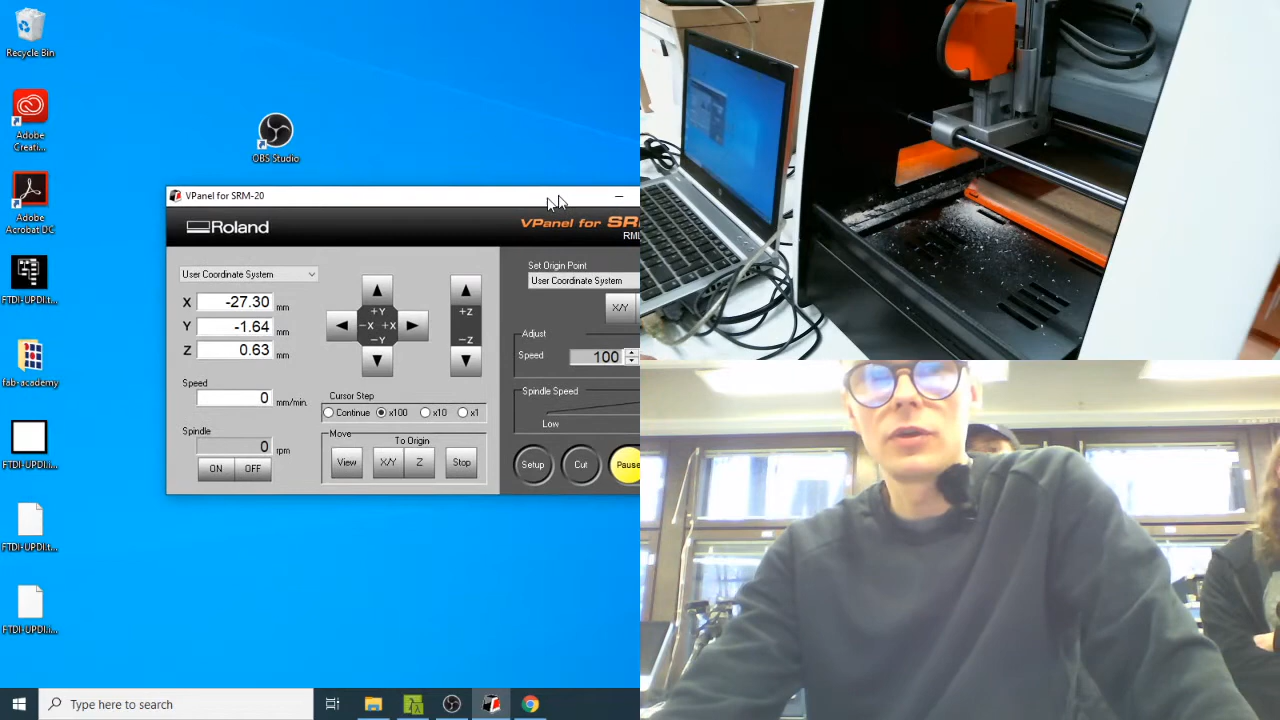 Recycle Bin
Adobe
Creati...
Adobe
Acrobat DC
FTDI-UPDI.t...
fab-academy
FTDI-UPDI...
FTDI-UPDI.t...
FTDI-UPDI.i...
OBS Studio
VPanel for SRM-20
Roland
VPanel for SR
RML
User Coordinate System
X -27.30 mm
Y -1.64 mm
Z 0.63 mm
Speed
0 mm/min.
Spindle
0 rpm
ON OFF
+Y
-X +X
-Y
+Z
-Z
Cursor Step
Continue x100 x10 x1
Move
To Origin
View X/Y Z Stop
Set Origin Point
User Coordinate System
X/Y
Adjust
Speed 100
Spindle Speed
Low
Setup Cut Pause
Type here to search